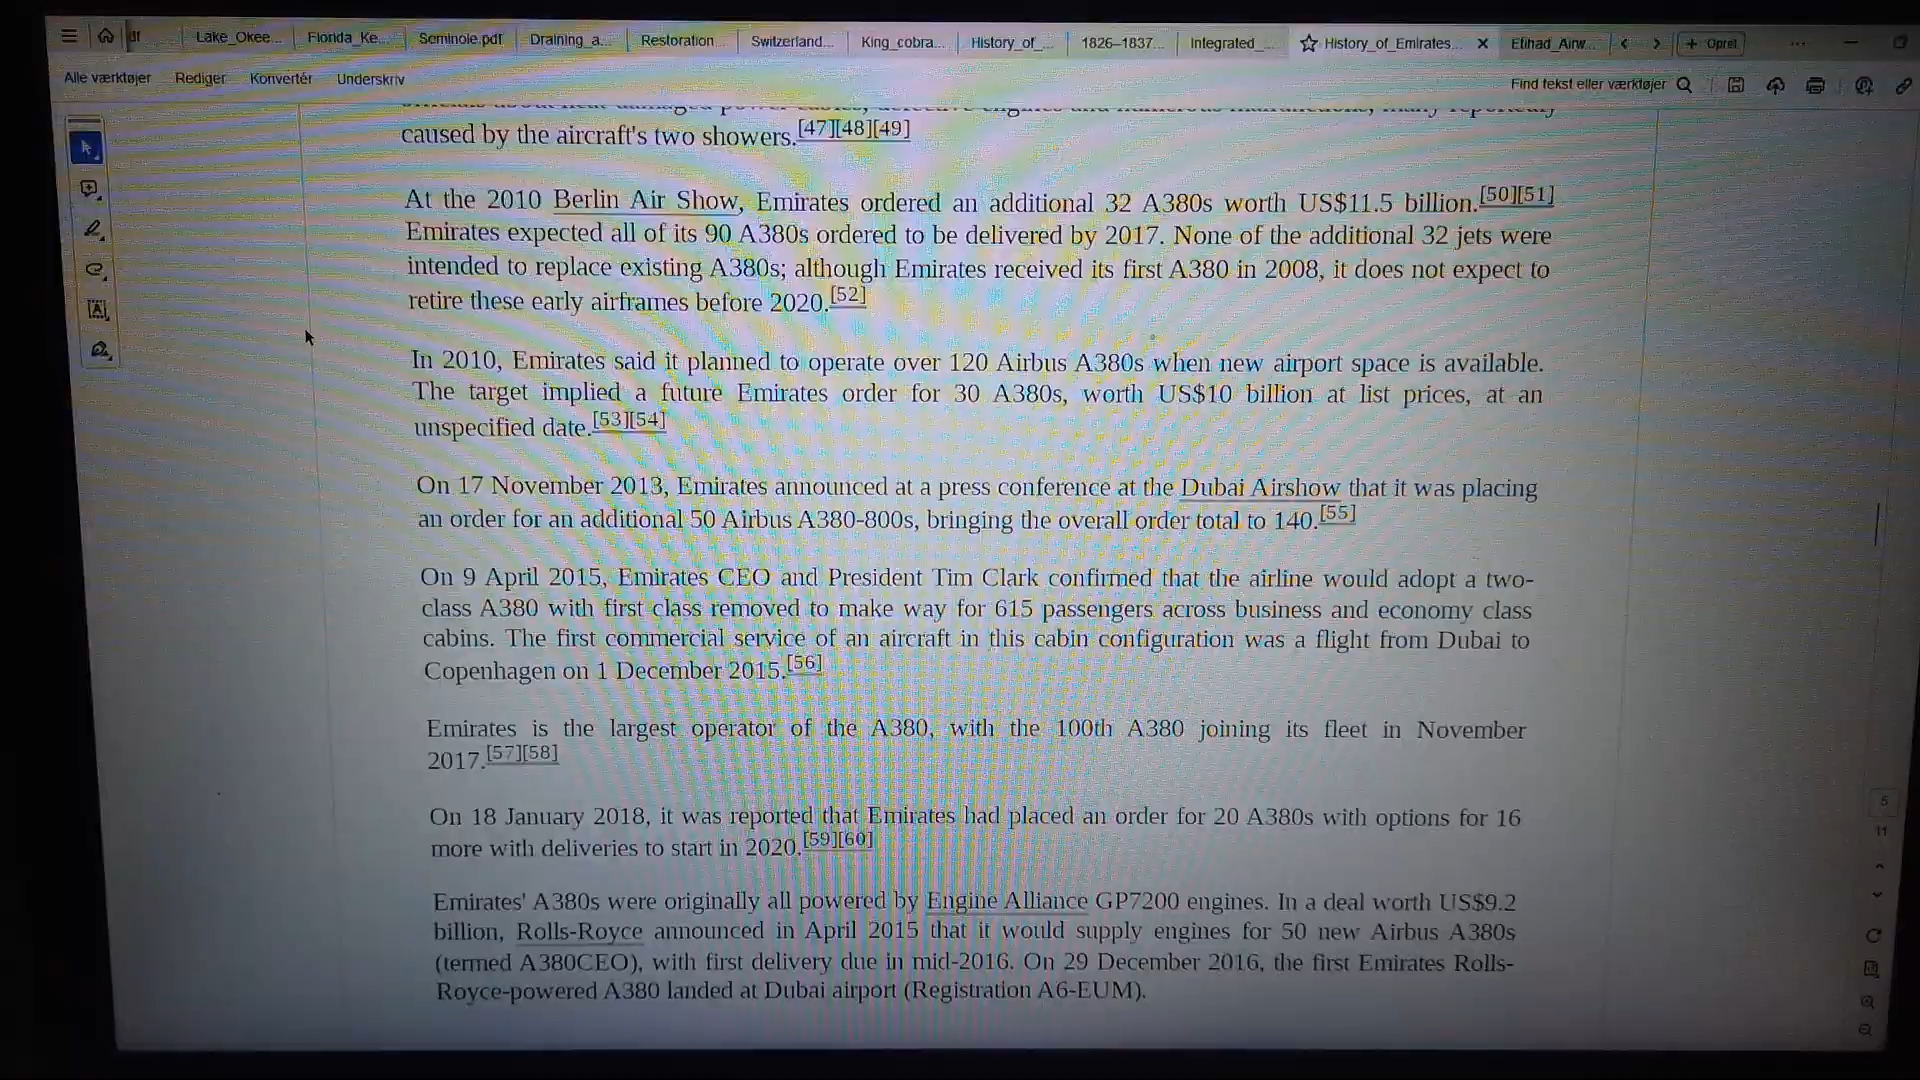 df Lake_Okee... Florida_Ke... Seminole.pdf Draining_a... Restoration... Switzerland... King_cobra... History_of_... 1826–1837... Integrated_... History_of_Emirates... Etihad_Airw... + Opret
Alle værktøjer Rediger Konvertér Underskriv Find tekst eller værktøjer
caused by the aircraft's two showers.[47][48][49]
At the 2010 Berlin Air Show, Emirates ordered an additional 32 A380s worth US$11.5 billion.[50][51]
Emirates expected all of its 90 A380s ordered to be delivered by 2017. None of the additional 32 jets were
intended to replace existing A380s; although Emirates received its first A380 in 2008, it does not expect to
retire these early airframes before 2020.[52]
In 2010, Emirates said it planned to operate over 120 Airbus A380s when new airport space is available.
The target implied a future Emirates order for 30 A380s, worth US$10 billion at list prices, at an
unspecified date.[53][54]
On 17 November 2013, Emirates announced at a press conference at the Dubai Airshow that it was placing
an order for an additional 50 Airbus A380-800s, bringing the overall order total to 140.[55]
On 9 April 2015, Emirates CEO and President Tim Clark confirmed that the airline would adopt a two-
class A380 with first class removed to make way for 615 passengers across business and economy class
cabins. The first commercial service of an aircraft in this cabin configuration was a flight from Dubai to
Copenhagen on 1 December 2015.[56]
Emirates is the largest operator of the A380, with the 100th A380 joining its fleet in November
2017.[57][58]
On 18 January 2018, it was reported that Emirates had placed an order for 20 A380s with options for 16
more with deliveries to start in 2020.[59][60]
Emirates' A380s were originally all powered by Engine Alliance GP7200 engines. In a deal worth US$9.2
billion, Rolls-Royce announced in April 2015 that it would supply engines for 50 new Airbus A380s
(termed A380CEO), with first delivery due in mid-2016. On 29 December 2016, the first Emirates Rolls-
Royce-powered A380 landed at Dubai airport (Registration A6-EUM).
5
11